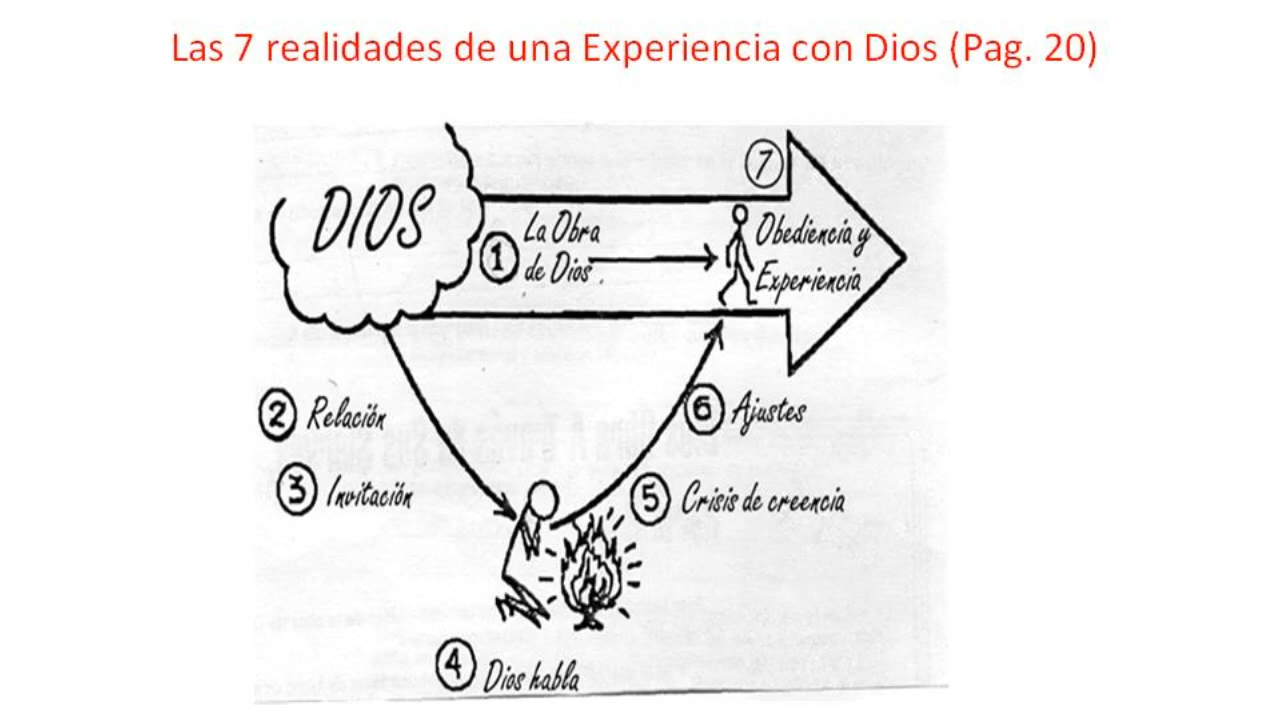 Las 7 realidades de una Experiencia con Dios (Pag. 20)
DIOS
7
1
La Obra
de Dios.
Obediencia y
Experiencia
2 Relación
3 Invitación
6 Ajustes
5 Crisis de creencia
4 Dios habla